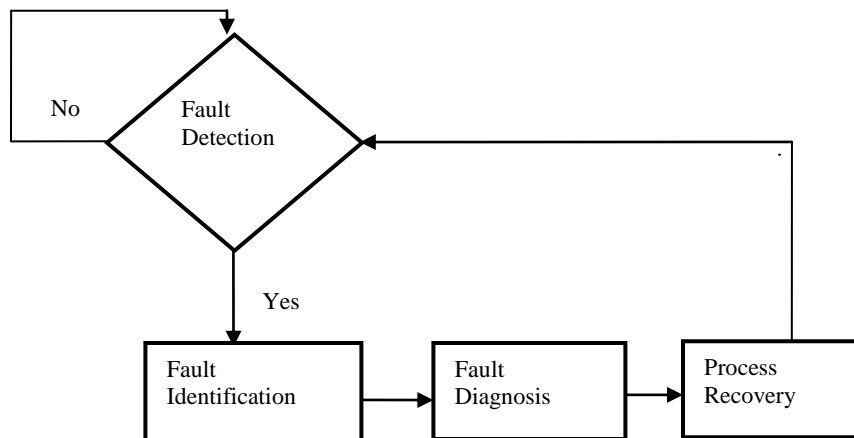 No
Fault
Detection
Yes
Fault
Identification
Fault
Diagnosis
Process
Recovery